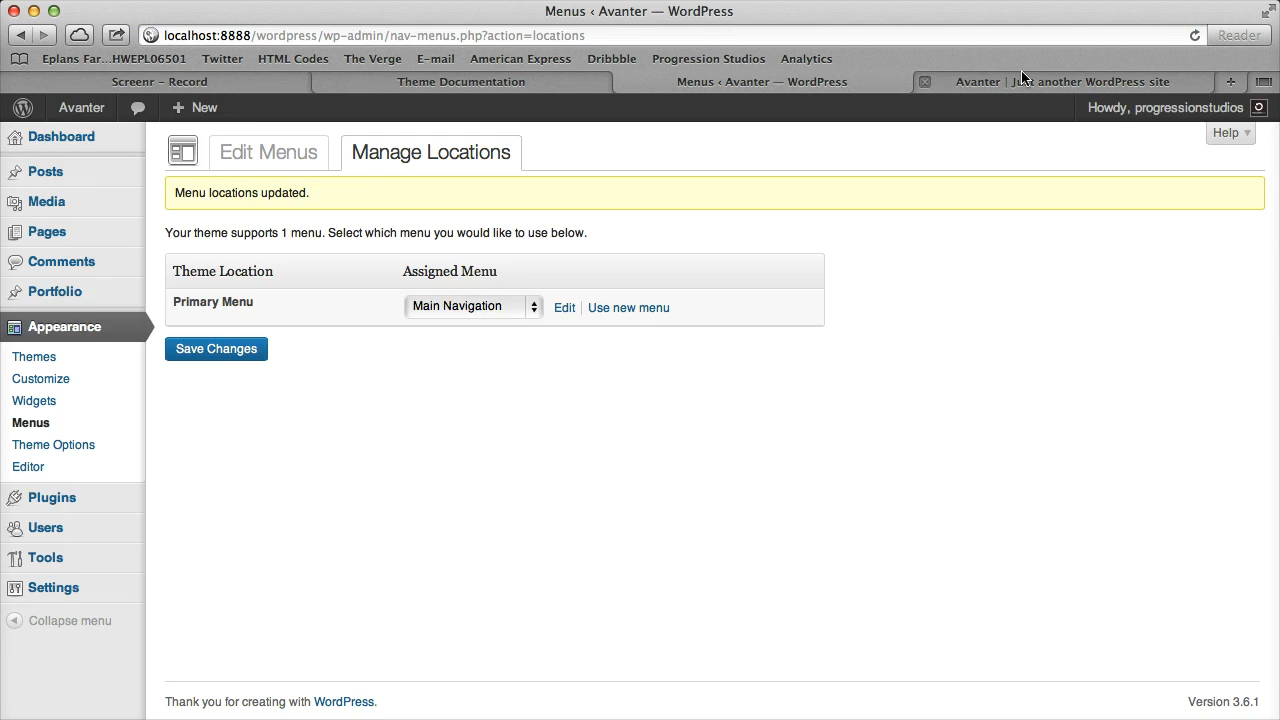 Menus ‹ Avanter — WordPress
localhost:8888/wordpress/wp-admin/nav-menus.php?action=locations
Reader
Eplans Far...HWEPL06501 Twitter HTML Codes The Verge E-mail American Express Dribbble Progression Studios Analytics
Screenr – Record Theme Documentation Menus ‹ Avanter — WordPress Avanter | Just another WordPress site
Avanter + New Howdy, progressionstudios
Help
Dashboard
Posts
Media
Pages
Comments
Portfolio
Appearance
Themes
Customize
Widgets
Menus
Theme Options
Editor
Plugins
Users
Tools
Settings
Collapse menu
Edit Menus Manage Locations
Menu locations updated.
Your theme supports 1 menu. Select which menu you would like to use below.
Theme Location Assigned Menu
Primary Menu Main Navigation Edit | Use new menu
Save Changes
Thank you for creating with WordPress. Version 3.6.1